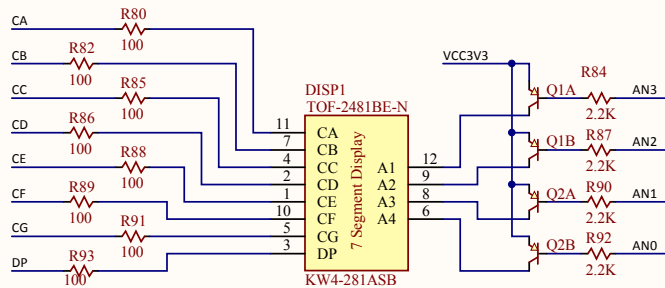 CA R80 100
CB R82 100
CC R85 100
CD R86 100
CE R88 100
CF R89 100
CG R91 100
DP R93 100
DISP1
TOF-2481BE-N
11 CA
7 CB
4 CC
2 CD
1 CE
10 CF
5 CG
3 DP
7 Segment Display
A1 12
A2 9
A3 8
A4 6
KW4-281ASB
VCC3V3
Q1A R84 2.2K AN3
Q1B R87 2.2K AN2
Q2A R90 2.2K AN1
Q2B R92 2.2K AN0